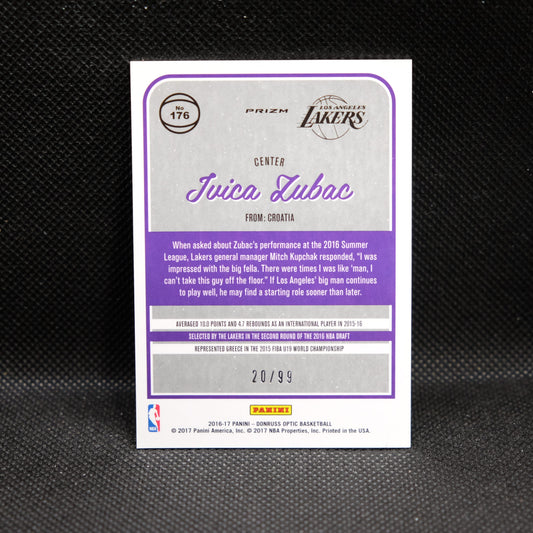 No
176
PRIZM
LOS ANGELES
LAKERS
CENTER
Ivica Zubac
FROM: CROATIA
When asked about Zubac's performance at the 2016 Summer
League, Lakers general manager Mitch Kupchak responded, "I was
impressed with the big fella. There were times I was like 'man, I
can't take this guy off the floor.'" If Los Angeles' big man continues
to play well, he may find a starting role sooner than later.
AVERAGED 10.0 POINTS AND 4.7 REBOUNDS AS AN INTERNATIONAL PLAYER IN 2015-16
SELECTED BY THE LAKERS IN THE SECOND ROUND OF THE 2016 NBA DRAFT
REPRESENTED GREECE IN THE 2015 FIBA U19 WORLD CHAMPIONSHIP
20/99
PANINI
NBA
2016-17 PANINI – DONRUSS OPTIC BASKETBALL
© 2017 Panini America, Inc. © 2017 NBA Properties, Inc. Printed in the USA.